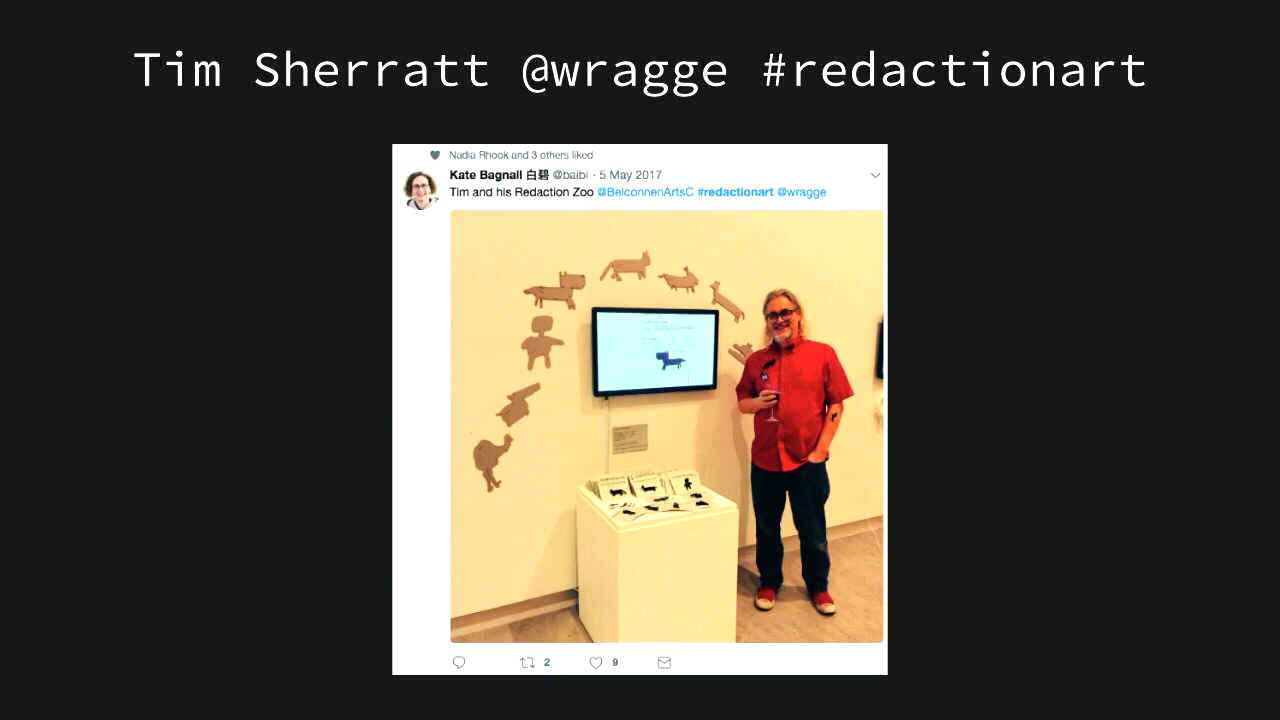 Tim Sherratt @wragge #redactionart
Nadia Rhook and 3 others liked
Kate Bagnall 白碧 @baibi · 5 May 2017
Tim and his Redaction Zoo @BelconnenArtsC #redactionart @wragge
2 9